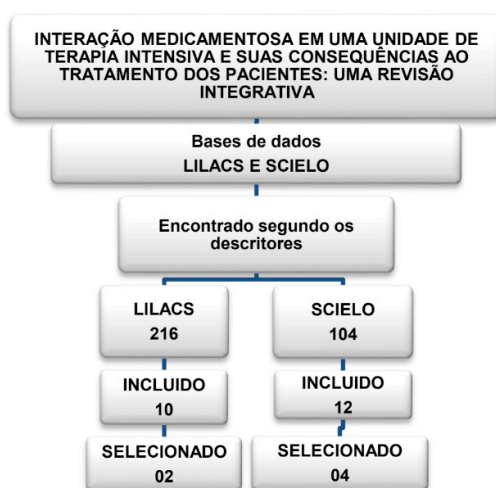 INTERAÇÃO MEDICAMENTOSA EM UMA UNIDADE DE
TERAPIA INTENSIVA E SUAS CONSEQUÊNCIAS AO
TRATAMENTO DOS PACIENTES: UMA REVISÃO
INTEGRATIVA
Bases de dados
LILACS E SCIELO
Encontrado segundo os
descritores
LILACS
216
SCIELO
104
INCLUIDO
10
INCLUIDO
12
SELECIONADO
02
SELECIONADO
04